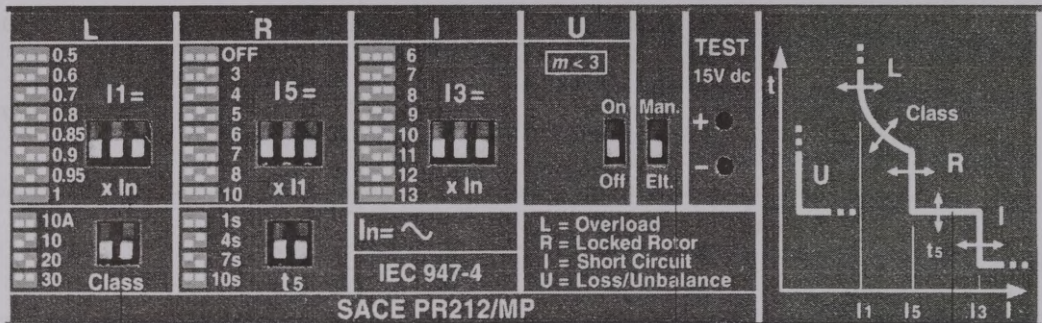 L
0.5
0.6
0.7
0.8
0.85
0.9
0.95
1
I1=
x In
10A
10
20
30
Class
R
OFF
3
4
5
6
7
8
10
I5=
x I1
1s
4s
7s
10s
t5
I
6
7
8
9
10
11
12
13
I3=
x In
In= ~
IEC 947-4
U
m < 3
On
Off
Man.
Elt.
TEST
15V dc
+
-
L = Overload
R = Locked Rotor
I = Short Circuit
U = Loss/Unbalance
SACE PR212/MP
t
L
Class
U
R
t5
I
I1
I5
I3
I